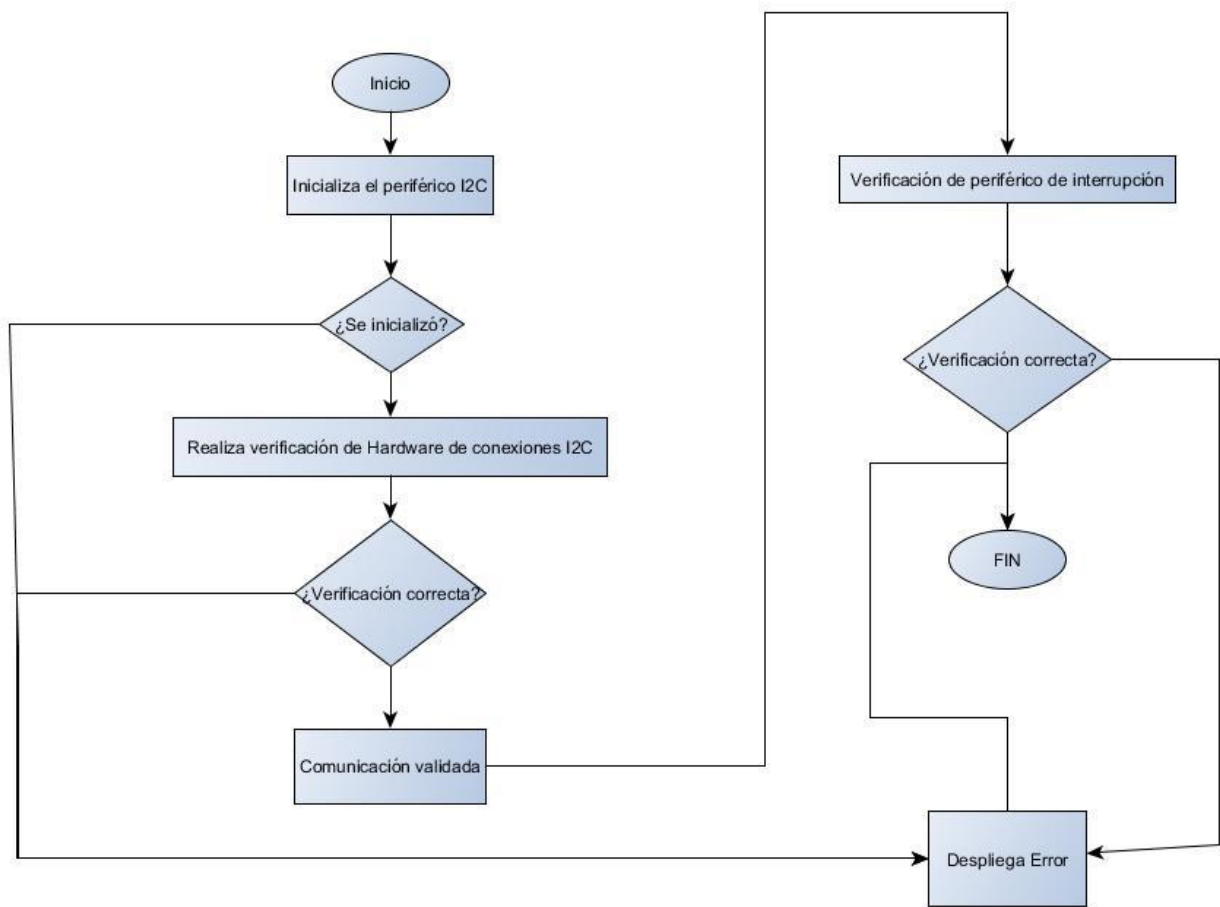 Inicio
Inicializa el periférico I2C
¿Se inicializó?
Realiza verificación de Hardware de conexiones I2C
¿Verificación correcta?
Comunicación validada
Verificación de periférico de interrupción
¿Verificación correcta?
FIN
Despliega Error